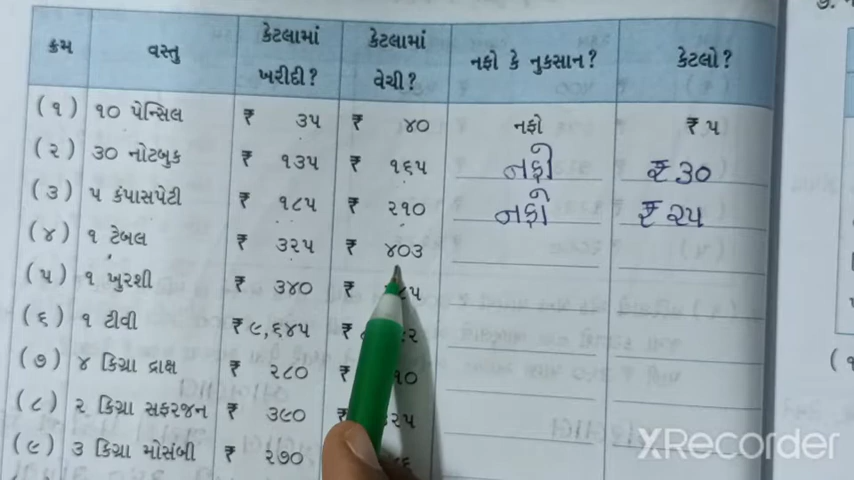 ક્રમ વસ્તુ કેટલામાં ખરીદી? કેટલામાં વેચી? નફો કે નુકસાન? કેટલો?
(૧) ૧૦ પેન્સિલ ₹ ૩૫ ₹ ૪૦ નફો ₹ ૫
(૨) ૩૦ નોટબુક ₹ ૧૩૫ ₹ ૧૬૫ નફો ₹ ૩૦
(૩) ૫ કંપાસપેટી ₹ ૧૮૫ ₹ ૨૧૦ નફો ₹ ૨૫
(૪) ૧ ટેબલ ₹ ૩૨૫ ₹ ૪૦૩
(૫) ૧ ખુરશી ₹ ૩૪૦ ₹
(૬) ૧ ટીવી ₹ ૯,૬૪૫ ₹
(૭) ૪ કિગ્રા દ્રાક્ષ ₹ ૨૮૦ ₹
(૮) ૨ કિગ્રા સફરજન ₹ ૩૯૦ ₹
(૯) ૩ કિગ્રા મોસંબી ₹ ૨૭૦
XRecorder